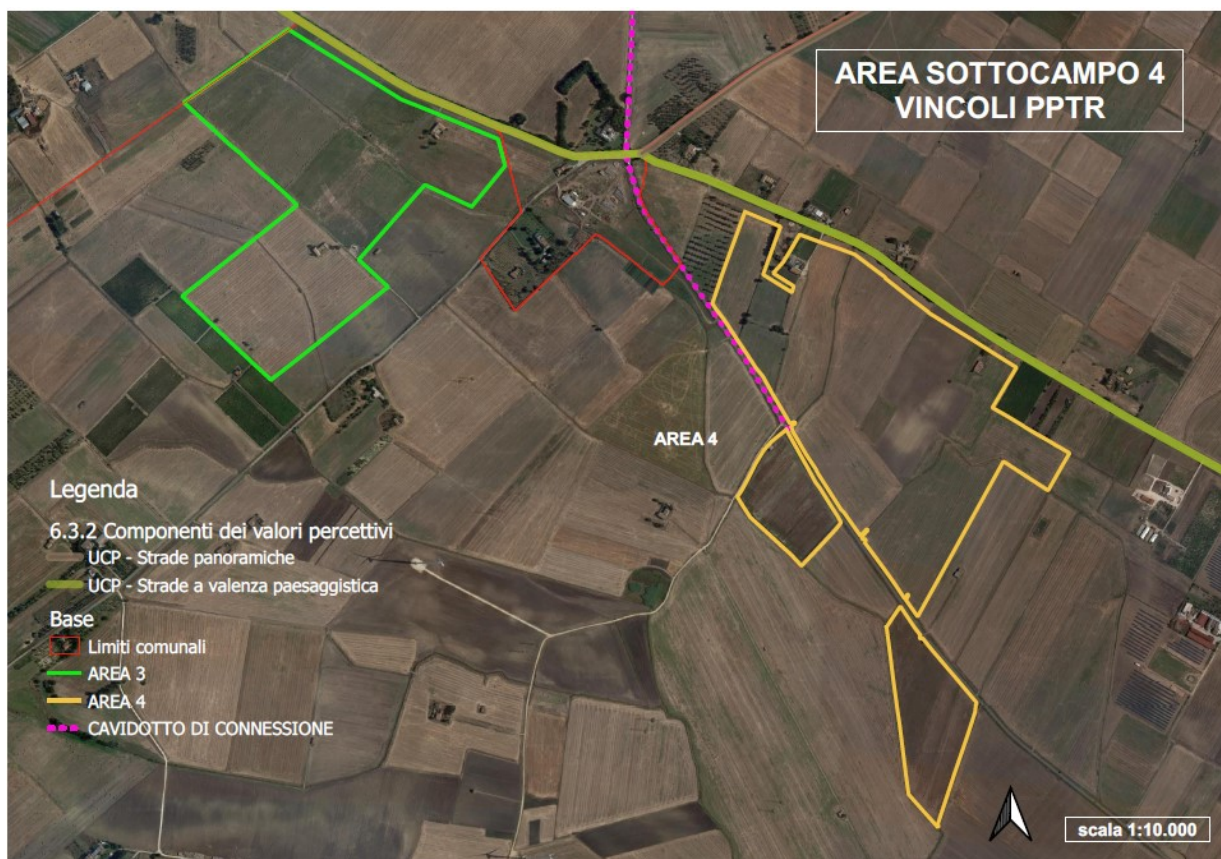 AREA SOTTOCAMPO 4
VINCOLI PPTR
AREA 4
Legenda
6.3.2 Componenti dei valori percettivi
UCP - Strade panoramiche
UCP - Strade a valenza paesaggistica
Base
Limiti comunali
AREA 3
AREA 4
CAVIDOTTO DI CONNESSIONE
scala 1:10.000